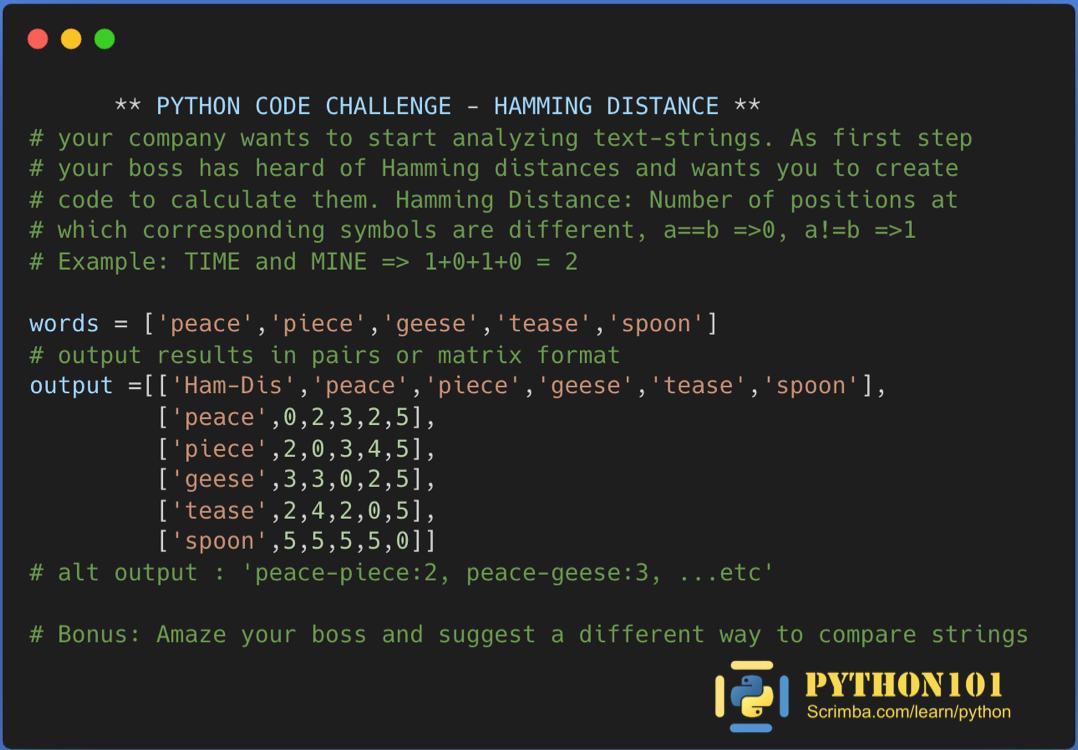 ** PYTHON CODE CHALLENGE - HAMMING DISTANCE **
# your company wants to start analyzing text-strings. As first step
# your boss has heard of Hamming distances and wants you to create
# code to calculate them. Hamming Distance: Number of positions at
# which corresponding symbols are different, a==b =>0, a!=b =>1
# Example: TIME and MINE => 1+0+1+0 = 2
words = ['peace','piece','geese','tease','spoon']
# output results in pairs or matrix format
output =[['Ham-Dis','peace','piece','geese','tease','spoon'],
['peace',0,2,3,2,5],
['piece',2,0,3,4,5],
['geese',3,3,0,2,5],
['tease',2,4,2,0,5],
['spoon',5,5,5,5,0]]
# alt output : 'peace-piece:2, peace-geese:3, ...etc'
# Bonus: Amaze your boss and suggest a different way to compare strings
PYTHON101
Scrimba.com/learn/python